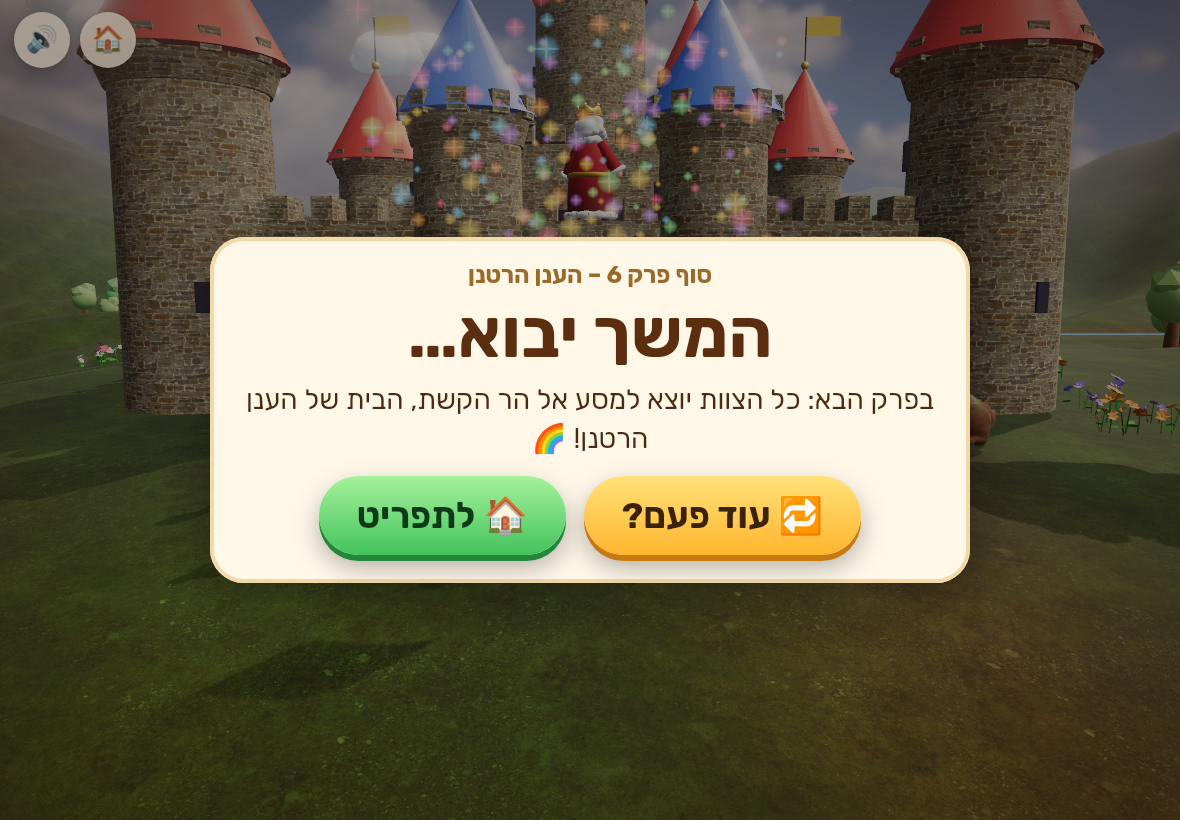 סוף פרק 6 – הענן הרטנן
המשך יבוא...
בפרק הבא: כל הצוות יוצא למסע אל הר הקשת, הבית של הענן
הרטנן! 🌈
🔁 עוד פעם?
🏠 לתפריט